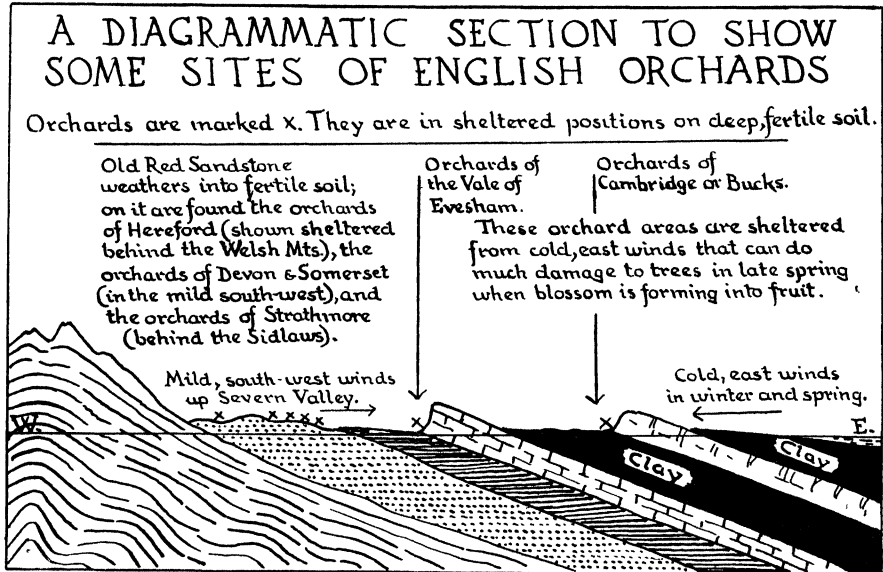 A DIAGRAMMATIC SECTION TO SHOW
SOME SITES OF ENGLISH ORCHARDS
Orchards are marked x. They are in sheltered positions on deep, fertile soil.
Old Red Sandstone
weathers into fertile soil;
on it are found the orchards
of Hereford (shown sheltered
behind the Welsh Mts.), the
orchards of Devon & Somerset
(in the mild south-west), and
the orchards of Strathmore
(behind the Sidlaws).
Orchards of
the Vale of
Evesham.
Orchards of
Cambridge or Bucks.
These orchard areas are sheltered
from cold, east winds that can do
much damage to trees in late spring
when blossom is forming into fruit.
Mild, south-west winds
up Severn Valley.
Cold, east winds
in winter and spring.
W.
x x x x x
x
x
E.
Clay
Clay